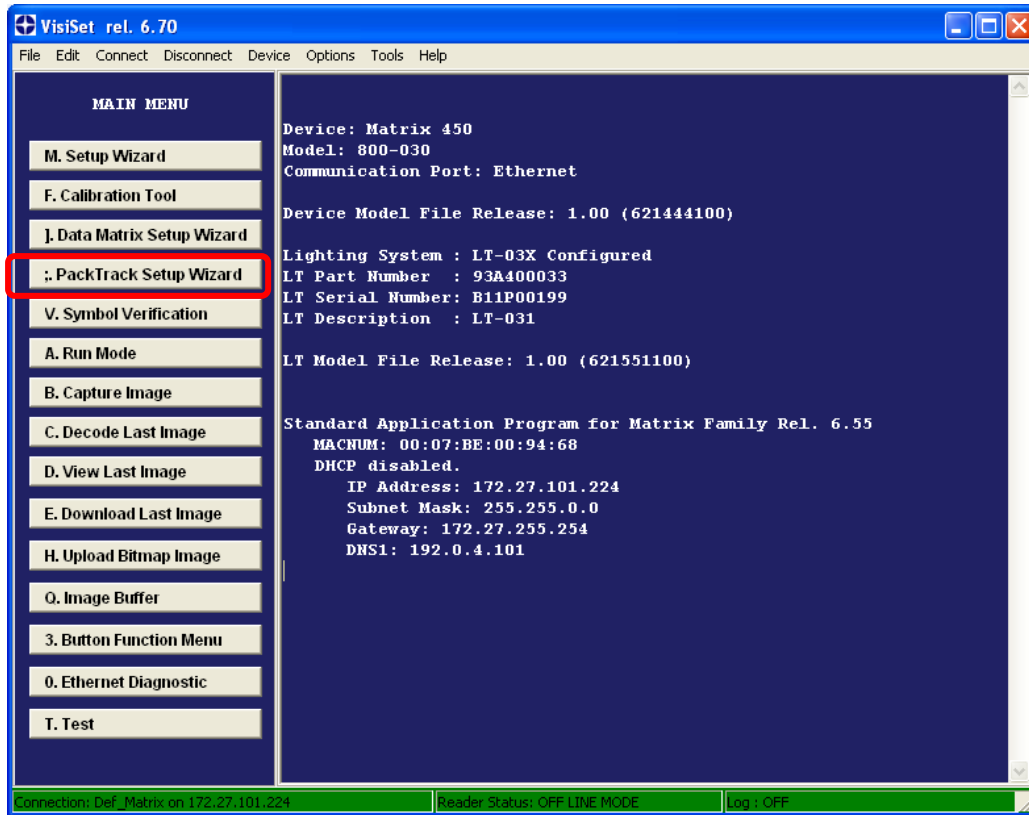 VisiSet rel. 6.70
File Edit Connect Disconnect Device Options Tools Help
MAIN MENU
M. Setup Wizard
F. Calibration Tool
]. Data Matrix Setup Wizard
;. PackTrack Setup Wizard
V. Symbol Verification
A. Run Mode
B. Capture Image
C. Decode Last Image
D. View Last Image
E. Download Last Image
H. Upload Bitmap Image
Q. Image Buffer
3. Button Function Menu
0. Ethernet Diagnostic
T. Test
Device: Matrix 450
Model: 800-030
Communication Port: Ethernet
Device Model File Release: 1.00 (621444100)
Lighting System : LT-03X Configured
LT Part Number : 93A400033
LT Serial Number: B11P00199
LT Description : LT-031
LT Model File Release: 1.00 (621551100)
Standard Application Program for Matrix Family Rel. 6.55
MACNUM: 00:07:BE:00:94:68
DHCP disabled.
IP Address: 172.27.101.224
Subnet Mask: 255.255.0.0
Gateway: 172.27.255.254
DNS1: 192.0.4.101
Connection: Def_Matrix on 172.27.101.224 Reader Status: OFF LINE MODE Log : OFF